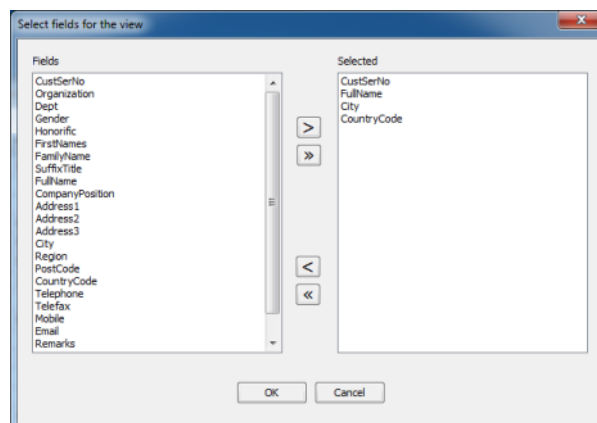 Select fields for the view
Fields
CustSerNo
Organization
Dept
Gender
Honorific
FirstNames
FamilyName
SuffixTitle
FullName
CompanyPosition
Address1
Address2
Address3
City
Region
PostCode
CountryCode
Telephone
Telefax
Mobile
Email
Remarks
>
»
<
«
Selected
CustSerNo
FullName
City
CountryCode
OK Cancel